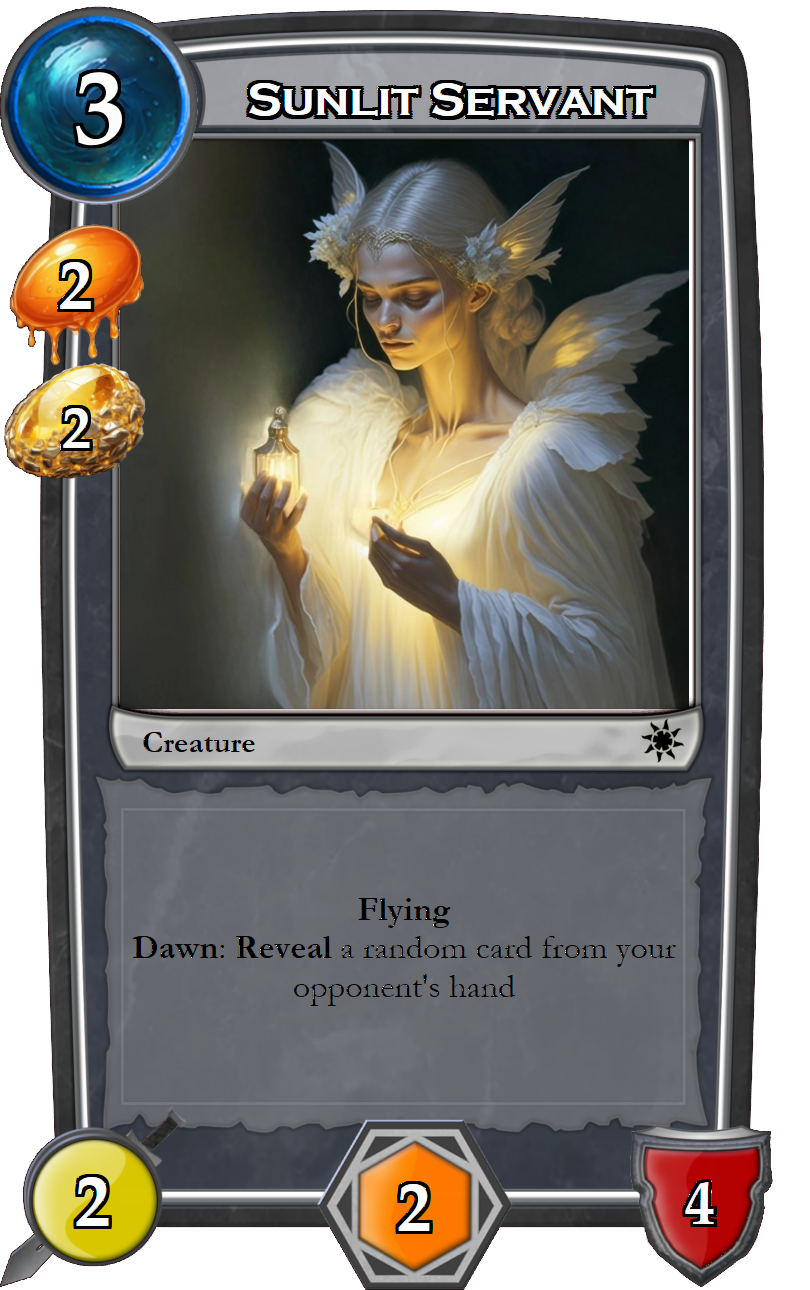 3
Sunlit Servant
2
2
Creature
Flying
Dawn: Reveal a random card from your
opponent's hand
2
2
4